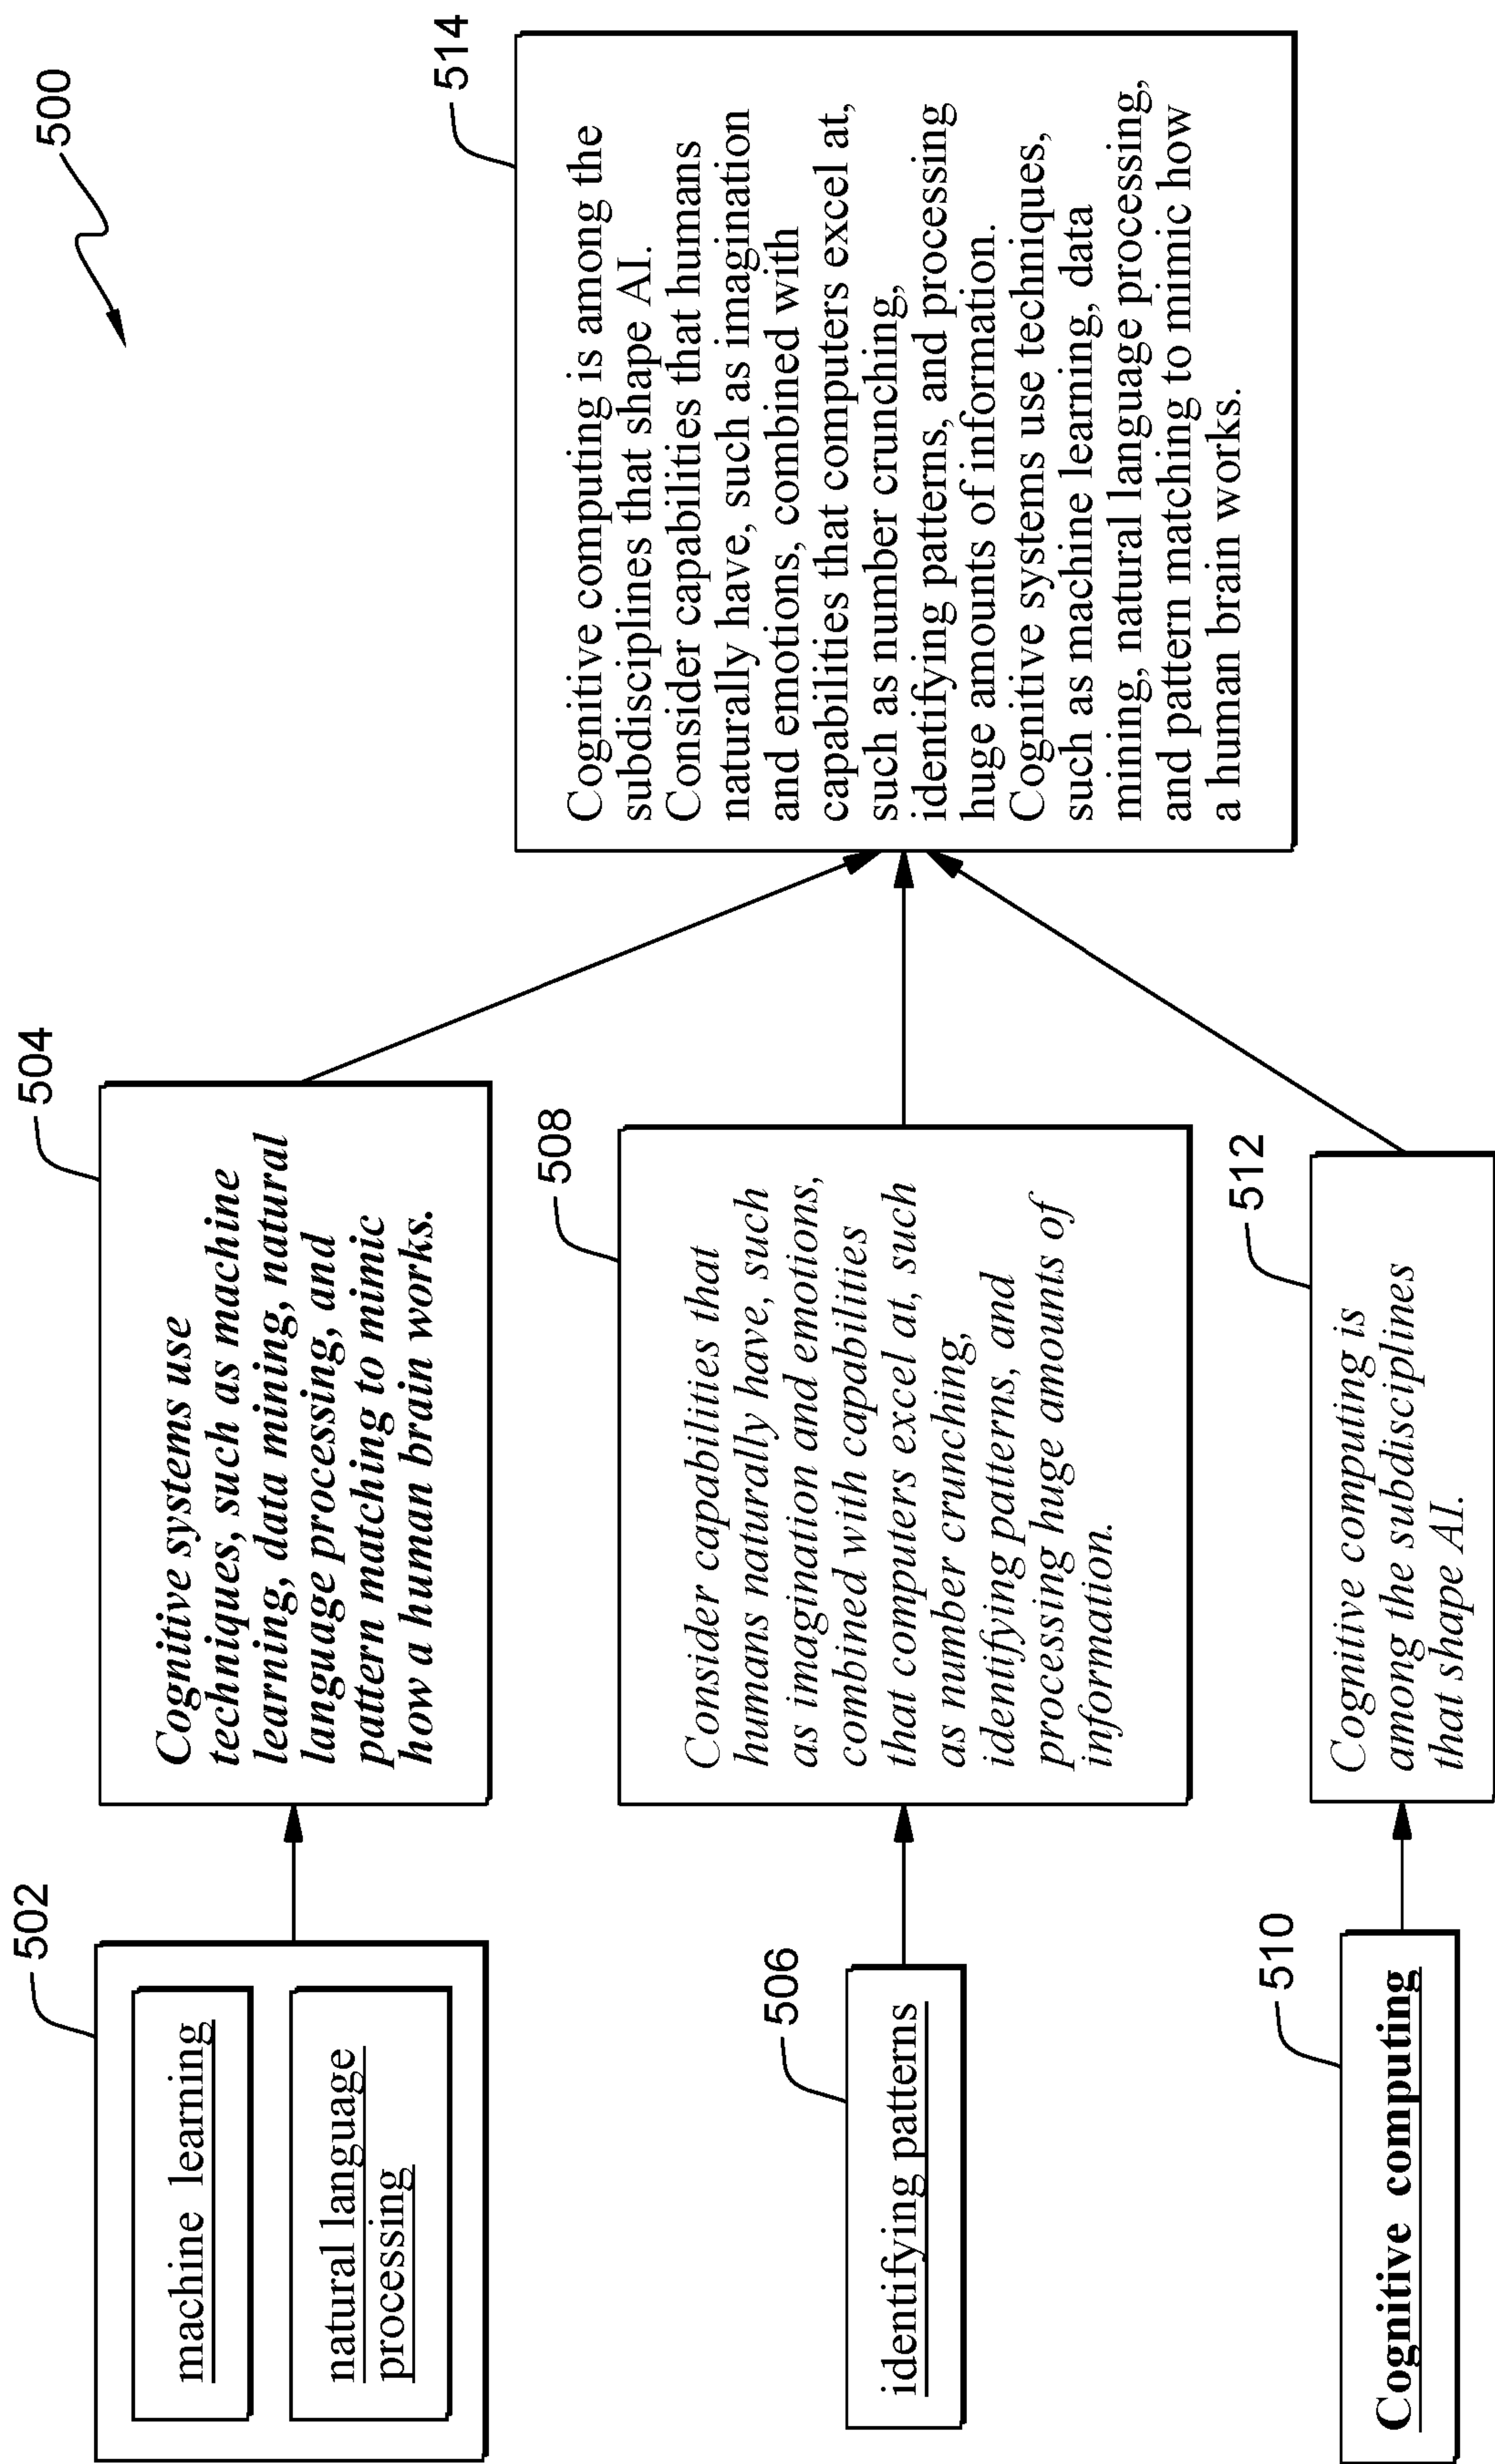 500
502
machine learning
natural language
processing
504
Cognitive systems use
techniques, such as machine
learning, data mining, natural
language processing, and
pattern matching to mimic
how a human brain works.
506
identifying patterns
508
Consider capabilities that
humans naturally have, such
as imagination and emotions,
combined with capabilities
that computers excel at, such
as number crunching,
identifying patterns, and
processing huge amounts of
information.
510
Cognitive computing
512
Cognitive computing is
among the subdisciplines
that shape AI.
514
Cognitive computing is among the
subdisciplines that shape AI.
Consider capabilities that humans
naturally have, such as imagination
and emotions, combined with
capabilities that computers excel at,
such as number crunching,
identifying patterns, and processing
huge amounts of information.
Cognitive systems use techniques,
such as machine learning, data
mining, natural language processing,
and pattern matching to mimic how
a human brain works.